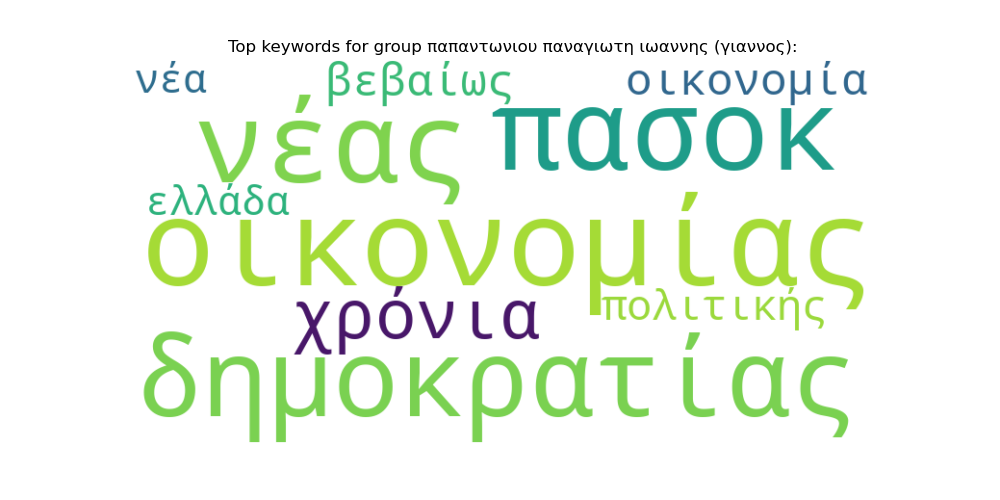 Top keywords for group παπαντωνιου παναγιωτη ιωαννης (γιαννος):
νέα βεβαίως οικονομία
νέας πασοκ
ελλάδα
οικονομίας
χρόνια πολιτικής
δημοκρατίας